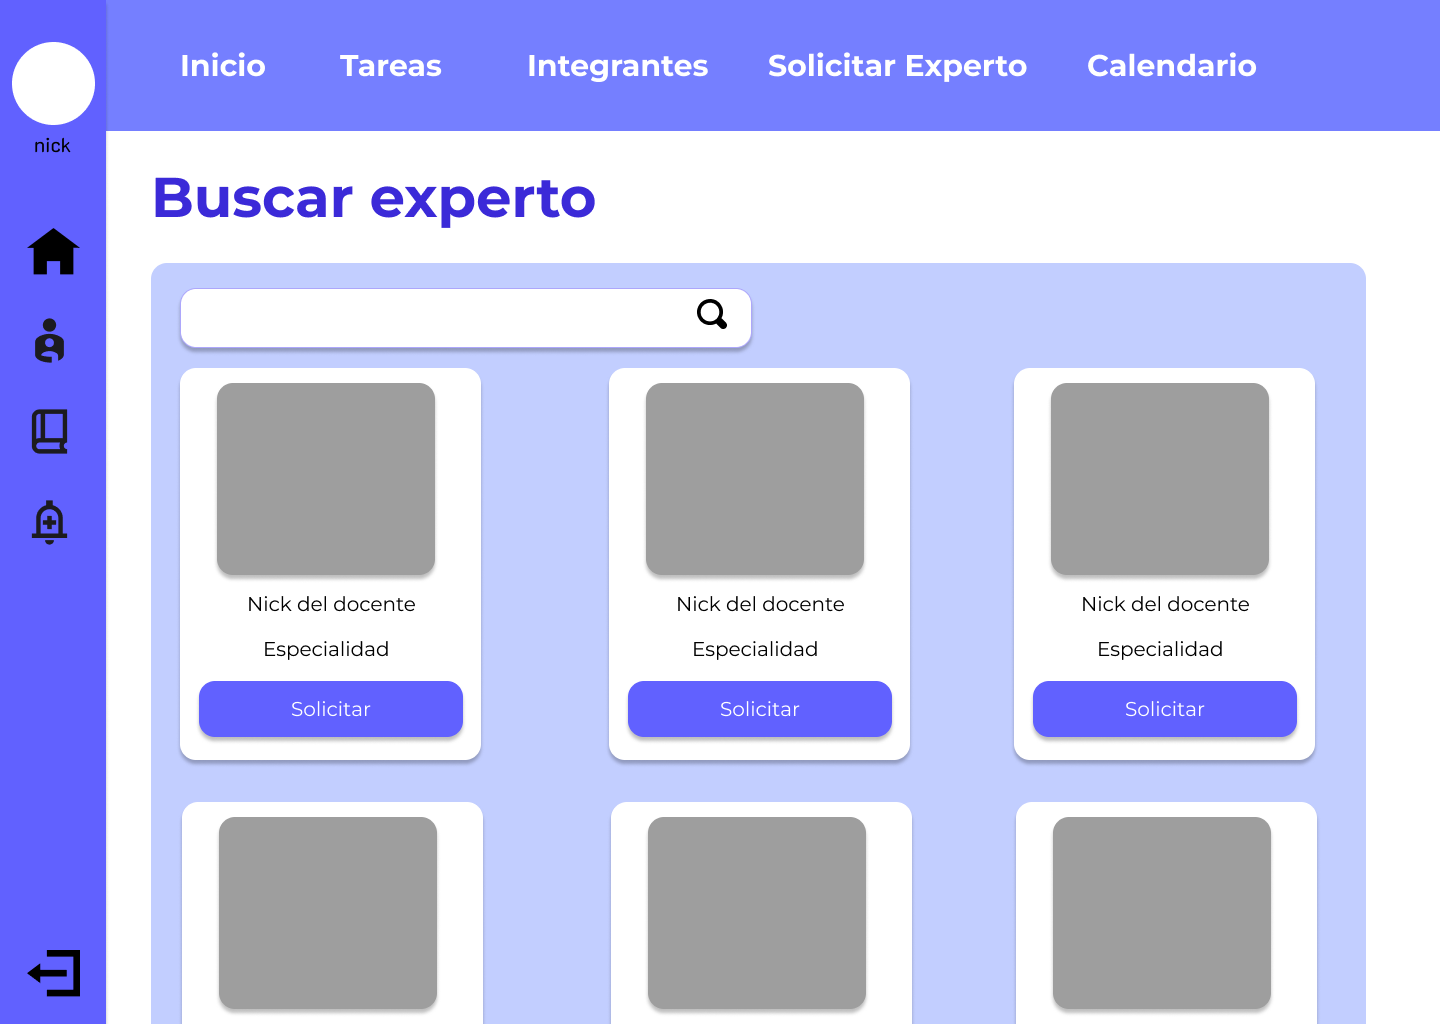 Inicio Tareas Integrantes Solicitar Experto Calendario
nick
Buscar experto
Nick del docente Nick del docente Nick del docente
Especialidad Especialidad Especialidad
Solicitar Solicitar Solicitar